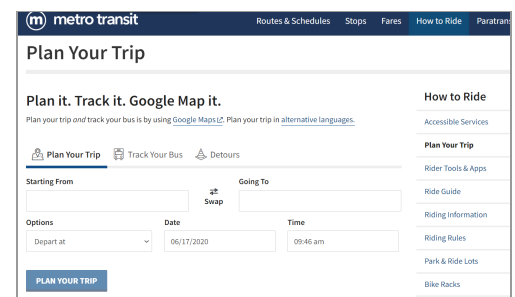 metro transit
Routes & Schedules Stops Fares How to Ride Paratrans
Plan Your Trip
Plan it. Track it. Google Map it.
Plan your trip and track your bus is by using Google Maps. Plan your trip in alternative languages.
Plan Your Trip Track Your Bus Detours
Starting From Going To
Swap
Options Date Time
Depart at 06/17/2020 09:46 am
PLAN YOUR TRIP
How to Ride
Accessible Services
Plan Your Trip
Rider Tools & Apps
Ride Guide
Riding Information
Riding Rules
Park & Ride Lots
Bike Racks